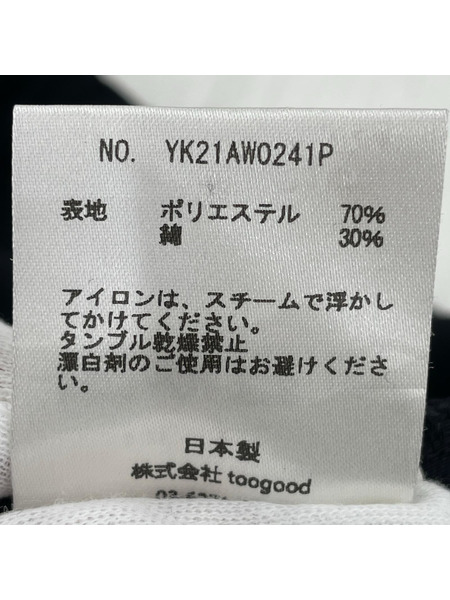 NO. YK21AW0241P
表地 ポリエステル 70%
綿 30%
アイロンは、スチームで浮かし
てかけてください。
タンブル乾燥禁止
漂白剤のご使用はお避けくださ
い。
日本製
株式会社 toogood